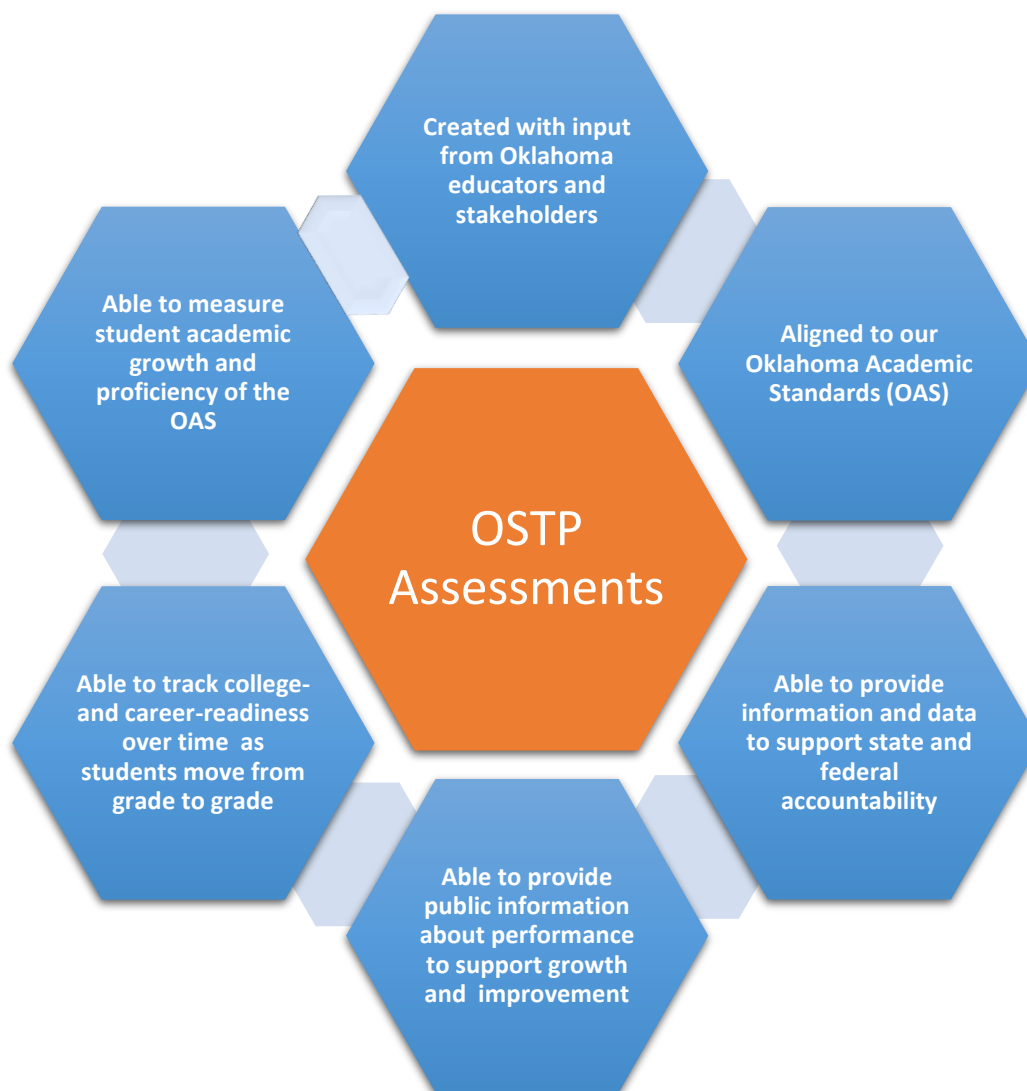 Created with input
from Oklahoma
educators and
stakeholders
Able to measure
student academic
growth and
proficiency of the
OAS
Aligned to our
Oklahoma Academic
Standards (OAS)
OSTP
Assessments
Able to track college-
and career-readiness
over time as
students move from
grade to grade
Able to provide
information and data
to support state and
federal
accountability
Able to provide
public information
about performance
to support growth
and improvement